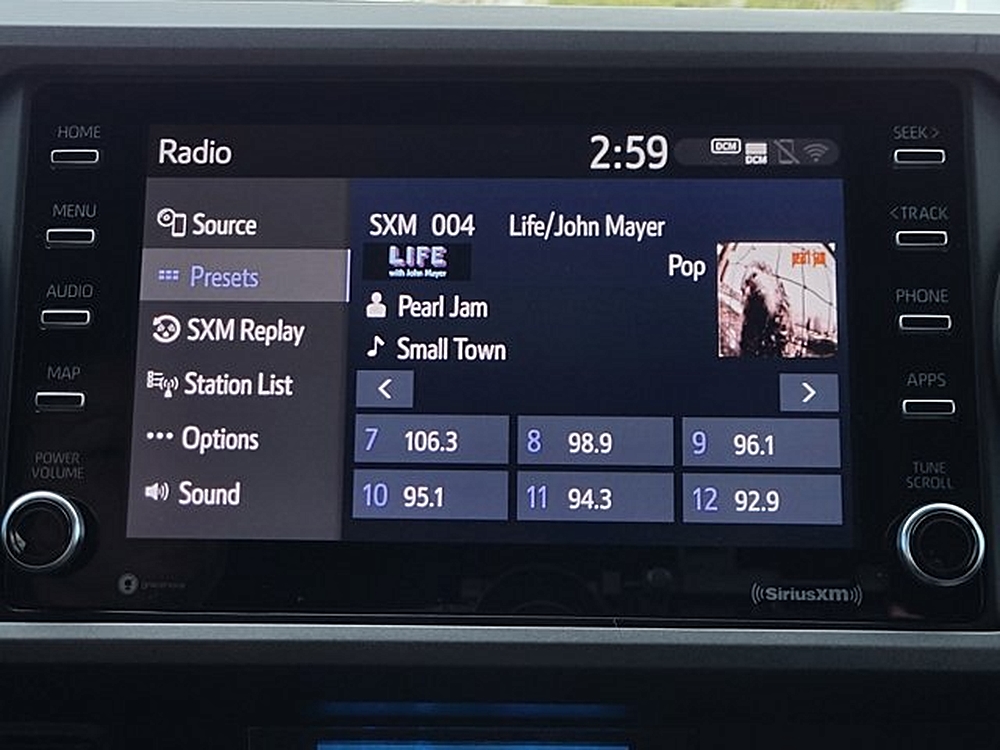 HOME
MENU
AUDIO
MAP
POWER
VOLUME
Radio
2:59
DCM
DCM
Source
Presets
SXM Replay
Station List
Options
Sound
SXM 004 Life/John Mayer
LIFE
with John Mayer
Pop
pearl jam
Pearl Jam
Small Town
<
>
7 106.3
8 98.9
9 96.1
10 95.1
11 94.3
12 92.9
SEEK >
< TRACK
PHONE
APPS
TUNE
SCROLL
gracenote
((SiriusXM))